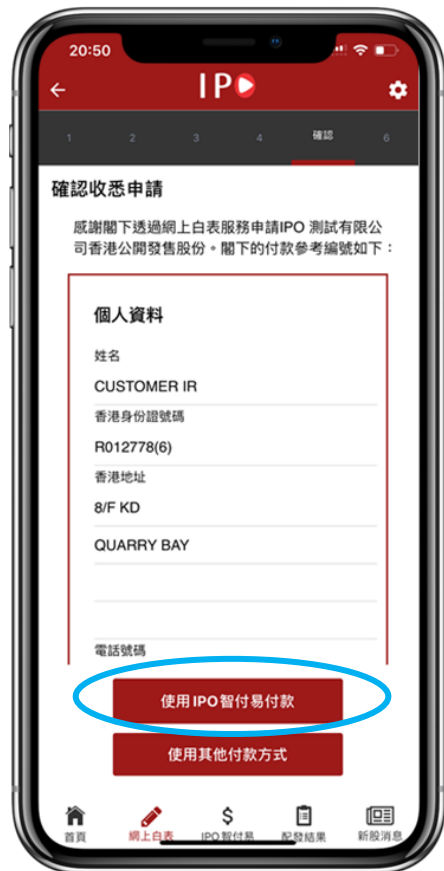 20:50
IPO
1 2 3 4 確認 6
確認收悉申請
感謝閣下透過網上白表服務申請IPO 測試有限公
司香港公開發售股份。閣下的付款參考編號如下：
個人資料
姓名
CUSTOMER IR
香港身份證號碼
R012778(6)
香港地址
8/F KD
QUARRY BAY
電話號碼
使用IPO智付易付款
使用其他付款方式
首頁 網上白表 IPO智付易 配發結果 新股消息